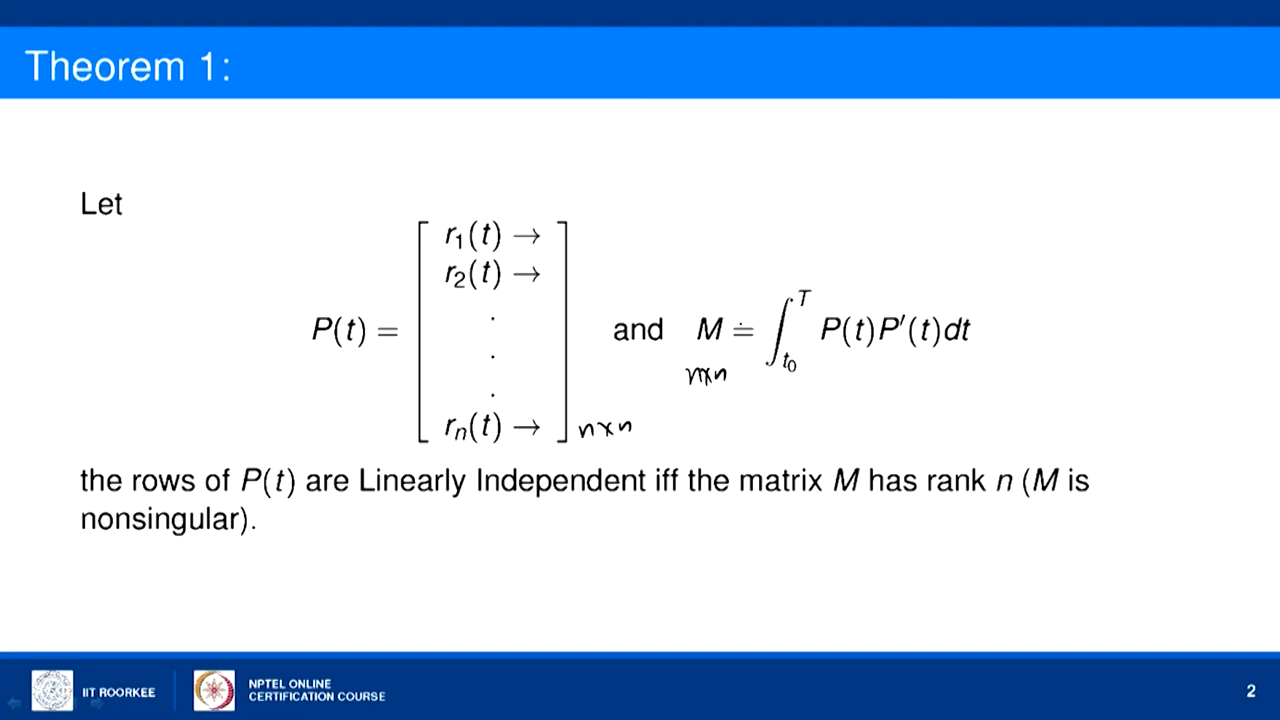 Theorem 1:
Let
P(t) = [ r₁(t) →
r₂(t) →
.
.
.
rₙ(t) → ] n×n
and M ≐ ∫_{t₀}^{T} P(t)P′(t)dt
n×n
the rows of P(t) are Linearly Independent iff the matrix M has rank n (M is
nonsingular).
IIT ROORKEE
NPTEL ONLINE
CERTIFICATION COURSE
2